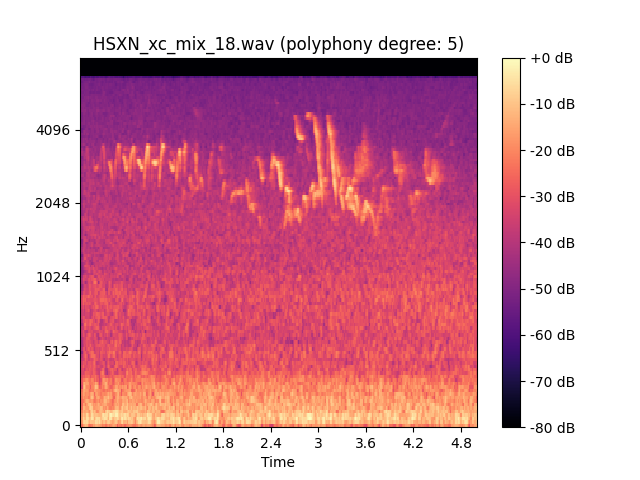 HSXN_xc_mix_18.wav (polyphony degree: 5)
+0 dB
4096
-10 dB
-20 dB
2048
-30 dB
Hz
-40 dB
1024
-50 dB
512
-60 dB
-70 dB
0
-80 dB
0 0.6 1.2 1.8 2.4 3 3.6 4.2 4.8
Time